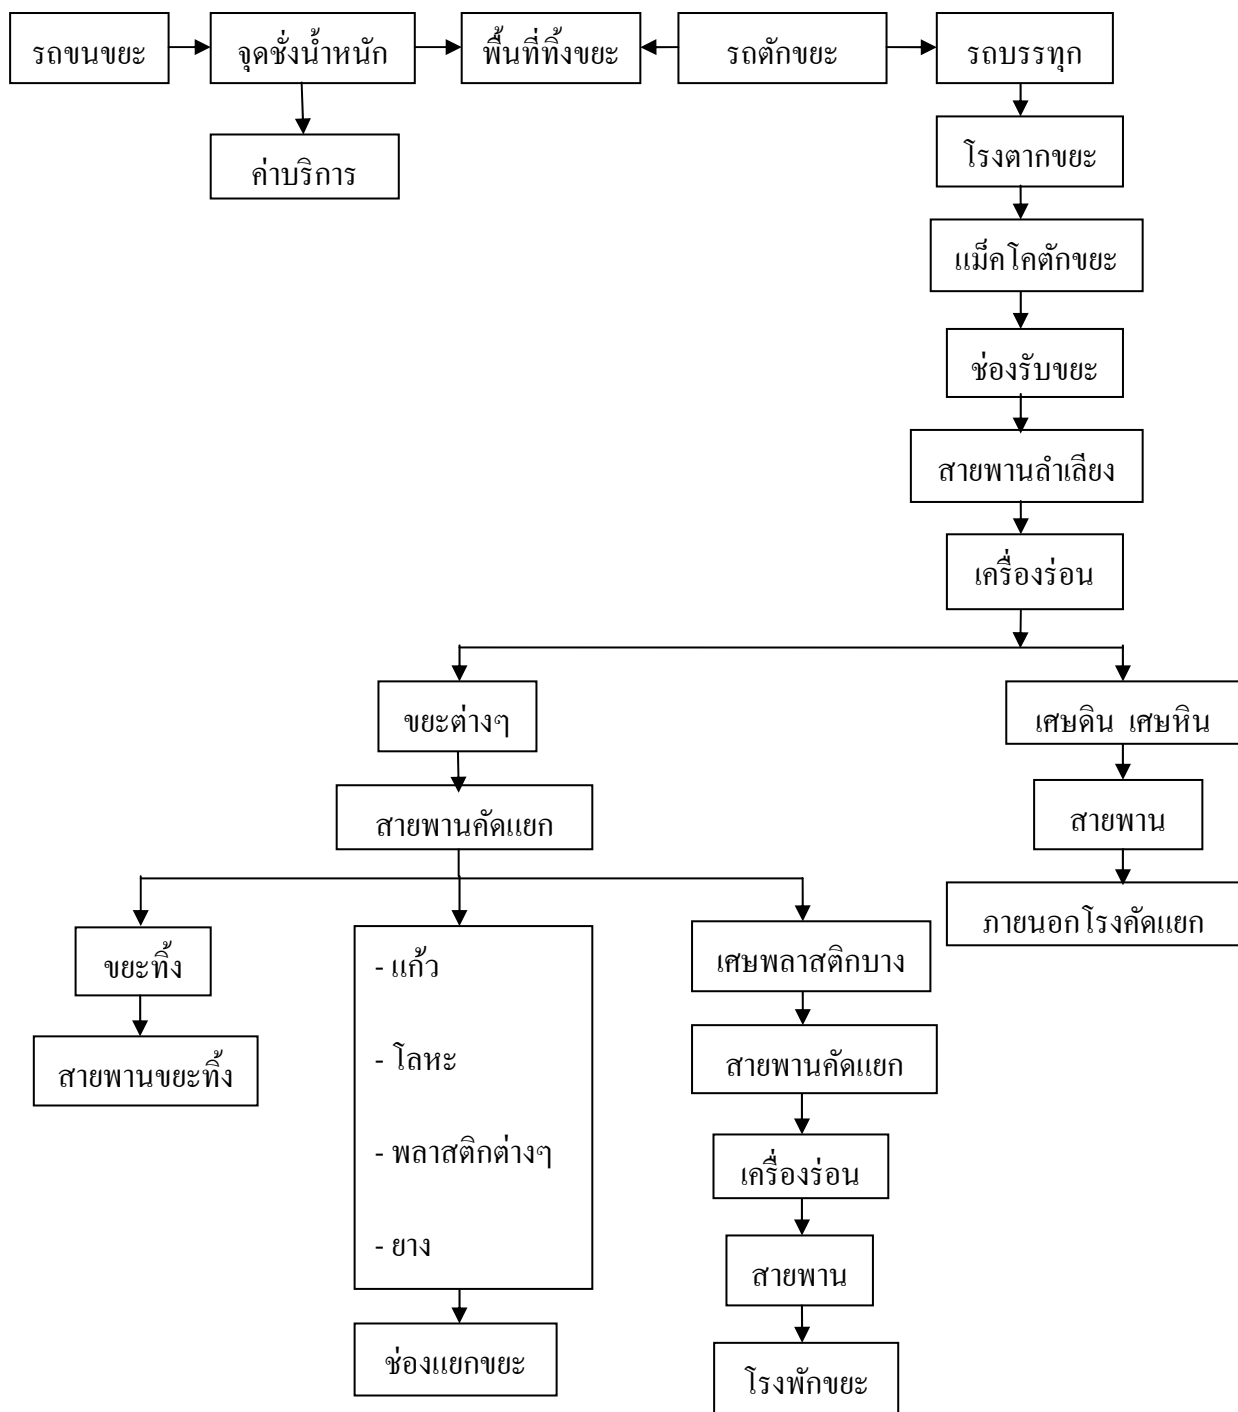 รถขนขยะ
จุดชั่งน้ำหนัก
พื้นที่ทิ้งขยะ
รถตักขยะ
รถบรรทุก
ค่าบริการ
โรงตากขยะ
แม็คโคตักขยะ
ช่องรับขยะ
สายพานลำเลียง
เครื่องร่อน
ขยะต่างๆ
เศษดิน เศษหิน
สายพานคัดแยก
สายพาน
ภายนอกโรงคัดแยก
ขยะทิ้ง
สายพานขยะทิ้ง
- แก้ว
- โลหะ
- พลาสติกต่างๆ
- ยาง
ช่องแยกขยะ
เศษพลาสติกบาง
สายพานคัดแยก
เครื่องร่อน
สายพาน
โรงพักขยะ